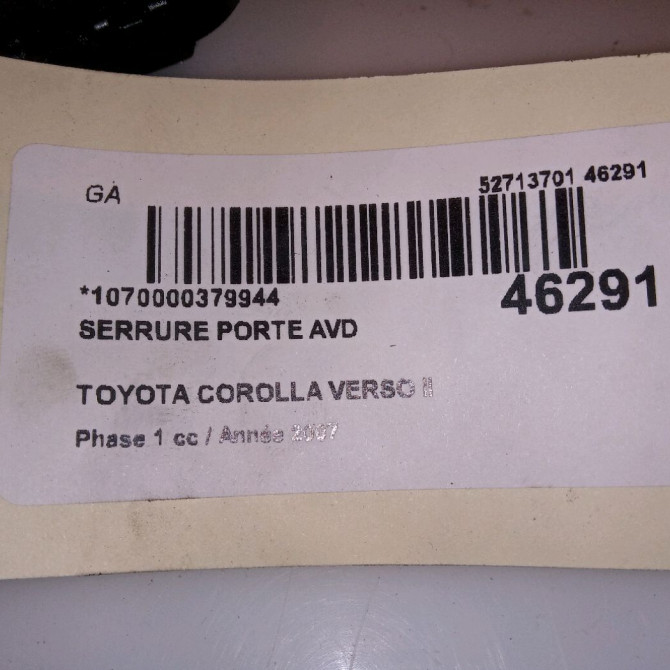 GA
52713701 46291
*1070000379944
46291
SERRURE PORTE AVD
TOYOTA COROLLA VERSO II
Phase 1 cc / Année 2007